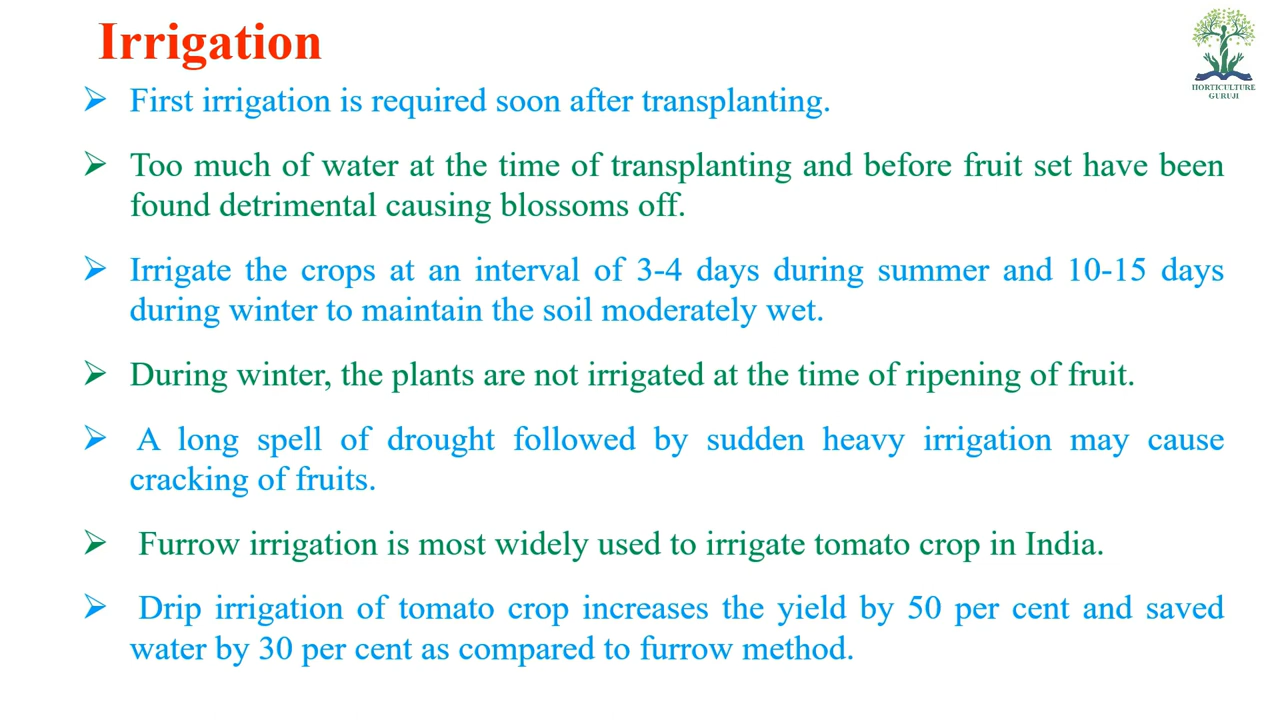 Irrigation
HORTICULTURE
GURUJI
➢ First irrigation is required soon after transplanting.
➢ Too much of water at the time of transplanting and before fruit set have been
found detrimental causing blossoms off.
➢ Irrigate the crops at an interval of 3-4 days during summer and 10-15 days
during winter to maintain the soil moderately wet.
➢ During winter, the plants are not irrigated at the time of ripening of fruit.
➢ A long spell of drought followed by sudden heavy irrigation may cause
cracking of fruits.
➢ Furrow irrigation is most widely used to irrigate tomato crop in India.
➢ Drip irrigation of tomato crop increases the yield by 50 per cent and saved
water by 30 per cent as compared to furrow method.